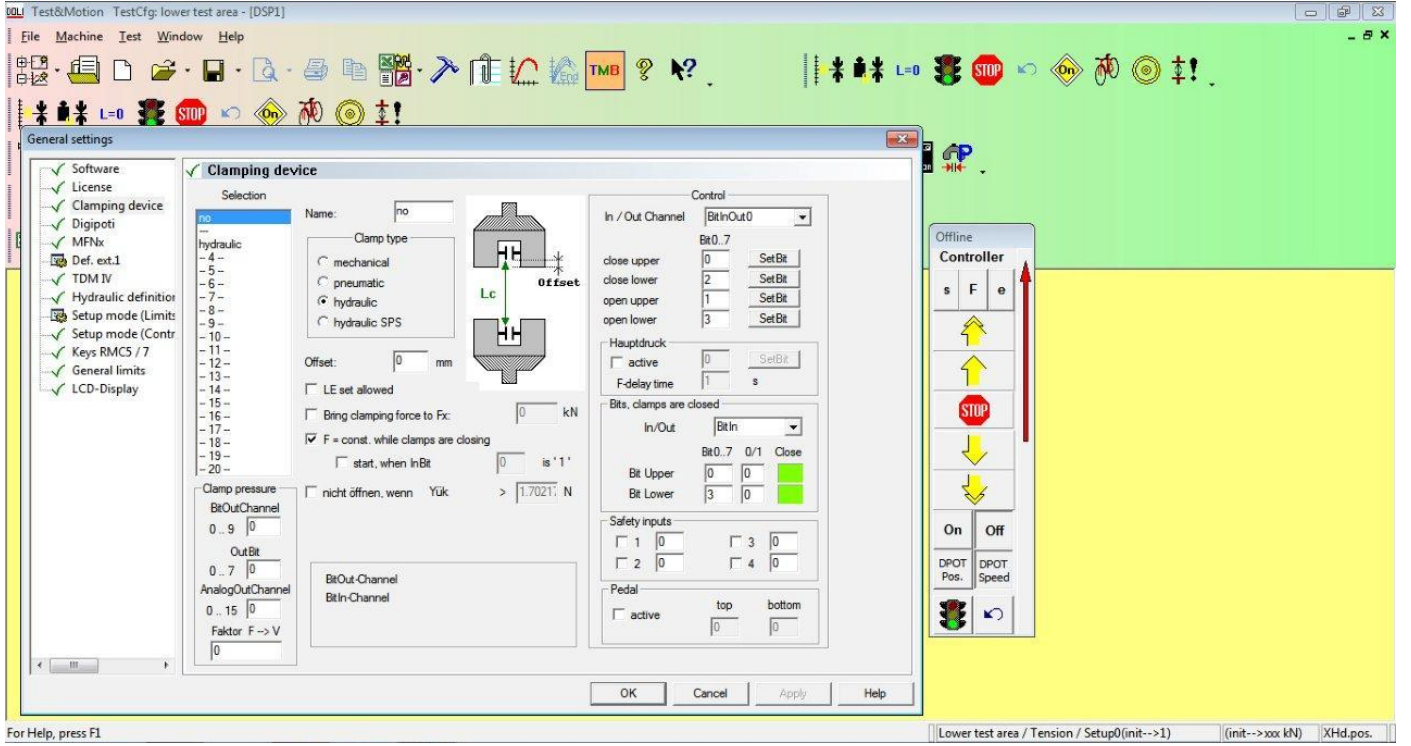 DOLI Test&Motion TestCfg: lower test area - [DSP1]
File Machine Test Window Help
TMB L=0 STOP On
L=0 STOP On
General settings
Software
License
Clamping device
Digipoti
MFNx
Def. ext.1
TDM IV
Hydraulic definition
Setup mode (Limits
Setup mode (Contr
Keys RMC5 / 7
General limits
LCD-Display
Clamping device
Selection
no
---
hydraulic
- 4 -
- 5 -
- 6 -
- 7 -
- 8 -
- 9 -
- 10 -
- 11 -
- 12 -
- 13 -
- 14 -
- 15 -
- 16 -
- 17 -
- 18 -
- 19 -
- 20 -
Clamp pressure
BitOutChannel
0 .. 9 0
OutBit
0 .. 7 0
AnalogOutChannel
0 .. 15 0
Faktor F --> V
0
Name: no
Clamp type
mechanical
pneumatic
hydraulic
hydraulic SPS
Offset
Lc
Offset: 0 mm
LE set allowed
Bring clamping force to Fx: 0 kN
F = const. while clamps are closing
start, when InBit 0 is '1'
nicht öffnen, wenn Yük > 1.7021 N
BitOut-Channel
BitIn-Channel
Control
In / Out Channel BitInOut0
Bit0..7
close upper 0 SetBit
close lower 2 SetBit
open upper 1 SetBit
open lower 3 SetBit
Hauptdruck
active 0 SetBit
F-delay time 1 s
Bits, clamps are closed
In/Out BitIn
Bit0..7 0/1 Close
Bit Upper 0 0
Bit Lower 3 0
Safety inputs
1 0 3 0
2 0 4 0
Pedal
active top bottom
0 0
OK Cancel Apply Help
P
Offline
Controller
s F e
STOP
On Off
DPOT Pos. DPOT Speed
For Help, press F1
Lower test area / Tension / Setup0(init-->1) (init-->xxx kN) XHd.pos.